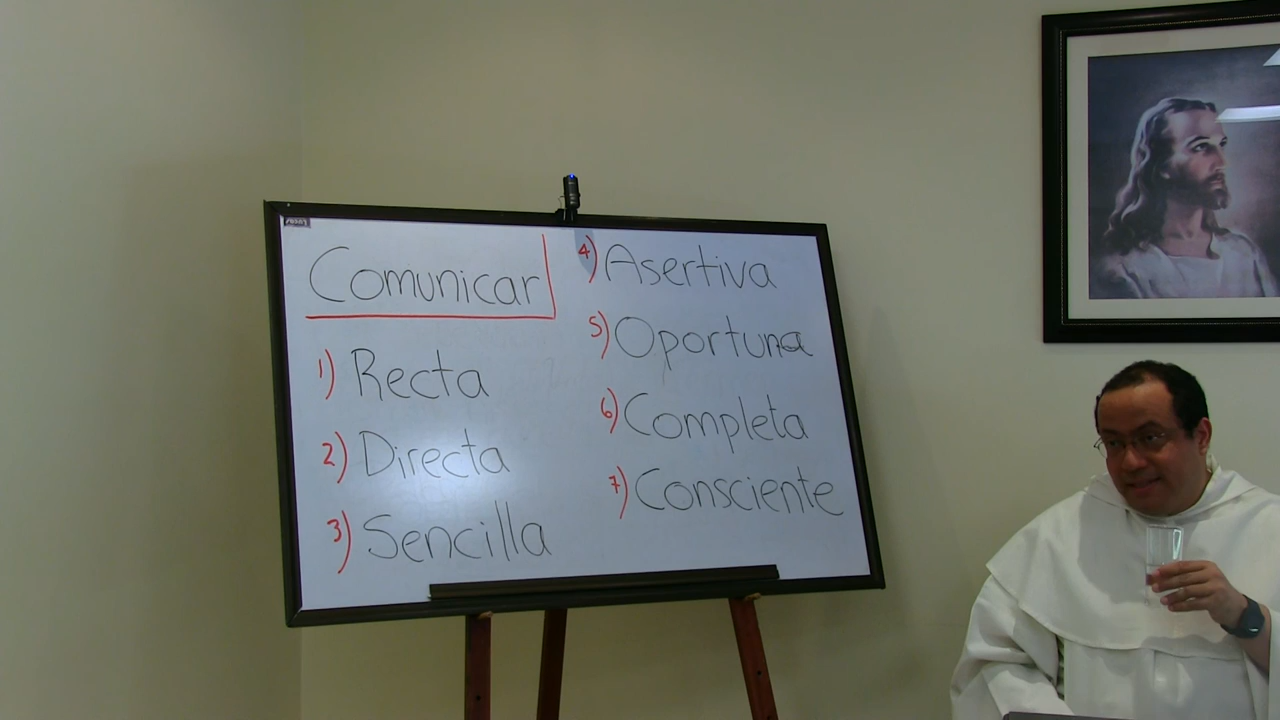 Comunicar
1) Recta
2) Directa
3) Sencilla
4) Asertiva
5) Oportuna
6) Completa
7) Consciente